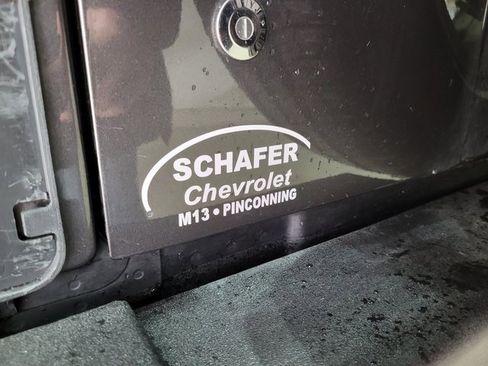 SCHAFER
Chevrolet
M13 • PINCONNING